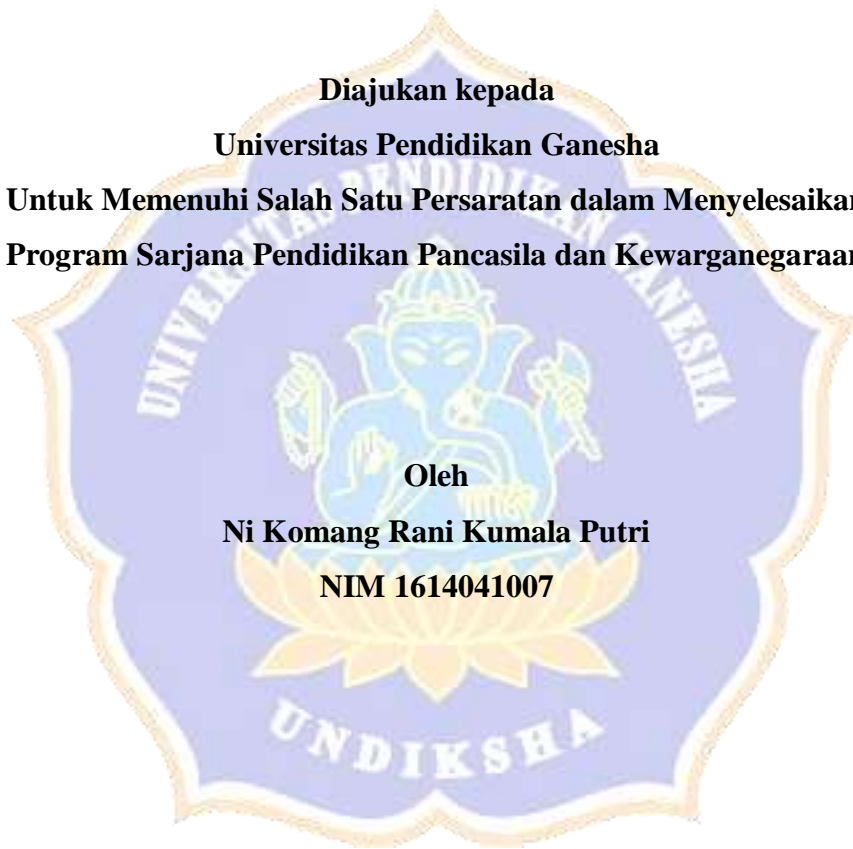 Diajukan kepada
Universitas Pendidikan Ganesha
Untuk Memenuhi Salah Satu Persaratan dalam Menyelesaikan
Program Sarjana Pendidikan Pancasila dan Kewarganegaraan
UNIVERSITAS PENDIDIKAN GANESHA
Oleh
Ni Komang Rani Kumala Putri
NIM 1614041007
UNDIKSHA